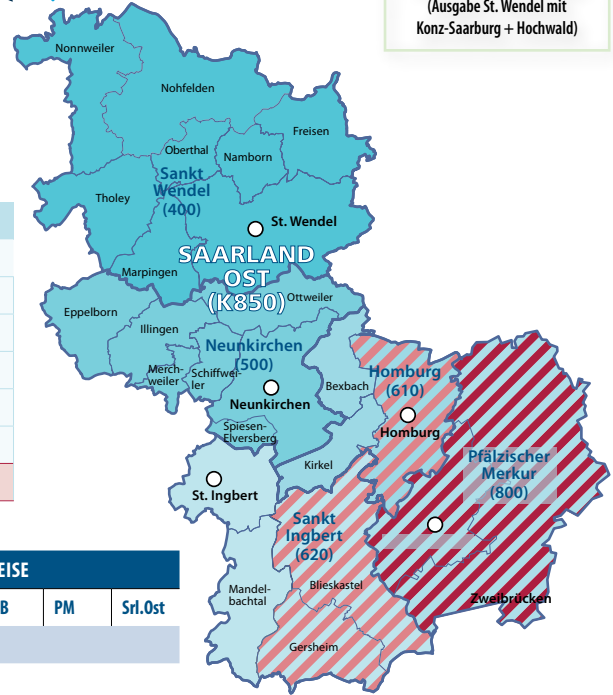 (Ausgabe St. Wendel mit
Konz-Saarburg + Hochwald)
Nonnweiler
Nohfelden
Freisen
Oberthal
Namborn
Sankt
Wendel
(400)
Tholey
St. Wendel
Marpingen
SAARLAND
OST
(K850)
Ottweiler
Eppelborn
Illingen
Neunkirchen
(500)
Merch-
weiler
Schiffwei-
ler
Neunkirchen
Bexbach
Homburg
(610)
Homburg
Spiesen-
Elversberg
Kirkel
Pfälzischer
Merkur
(800)
St. Ingbert
Sankt
Ingbert
(620)
Mandel-
bachtal
Blieskastel
Zweibrücken
Gersheim
EISE
B
PM
Srl.Ost